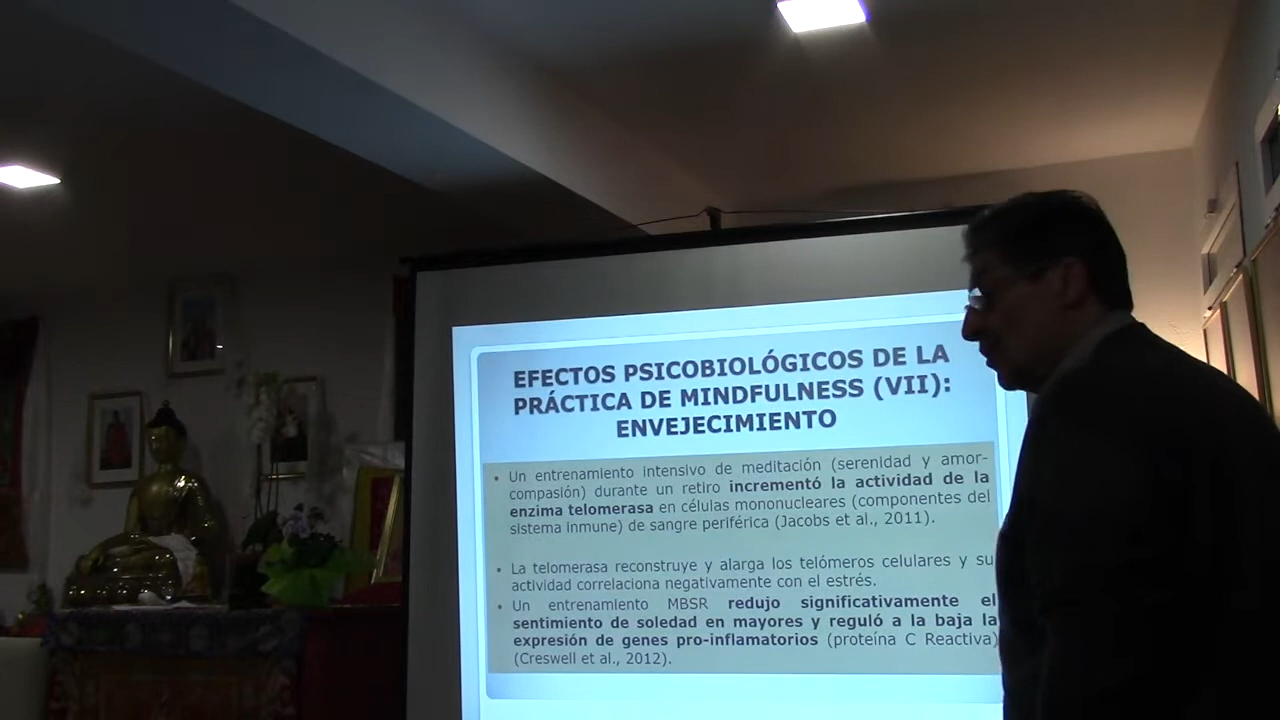 EFECTOS PSICOBIOLÓGICOS DE LA
PRÁCTICA DE MINDFULNESS (VII):
ENVEJECIMIENTO
• Un entrenamiento intensivo de meditación (serenidad y amor-
compasión) durante un retiro incrementó la actividad de la
enzima telomerasa en células mononucleares (componentes del
sistema inmune) de sangre periférica (Jacobs et al., 2011).
• La telomerasa reconstruye y alarga los telómeros celulares y su
actividad correlaciona negativamente con el estrés.
• Un entrenamiento MBSR redujo significativamente el
sentimiento de soledad en mayores y reguló a la baja la
expresión de genes pro-inflamatorios (proteína C Reactiva)
(Creswell et al., 2012).